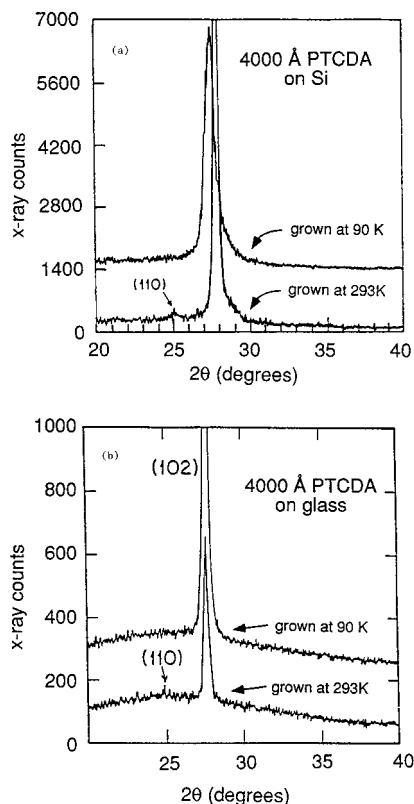 (a)
4000 Å PTCDA
on Si
x-ray counts
7000
5600
4200
2800
1400
0
grown at 90 K
(110)
grown at 293K
20
25
30
35
40
2θ (degrees)
(b)
(102)
4000 Å PTCDA
on glass
x-ray counts
1000
800
600
400
200
0
grown at 90 K
(110)
grown at 293K
20
25
30
35
40
2θ (degrees)